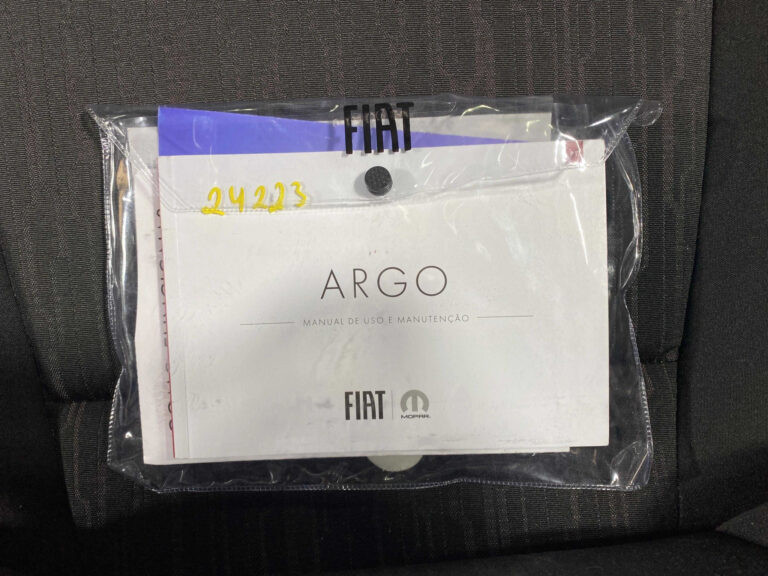 FIAT
24223
ARGO
MANUAL DE USO E MANUTENÇÃO
FIAT
MOPAR